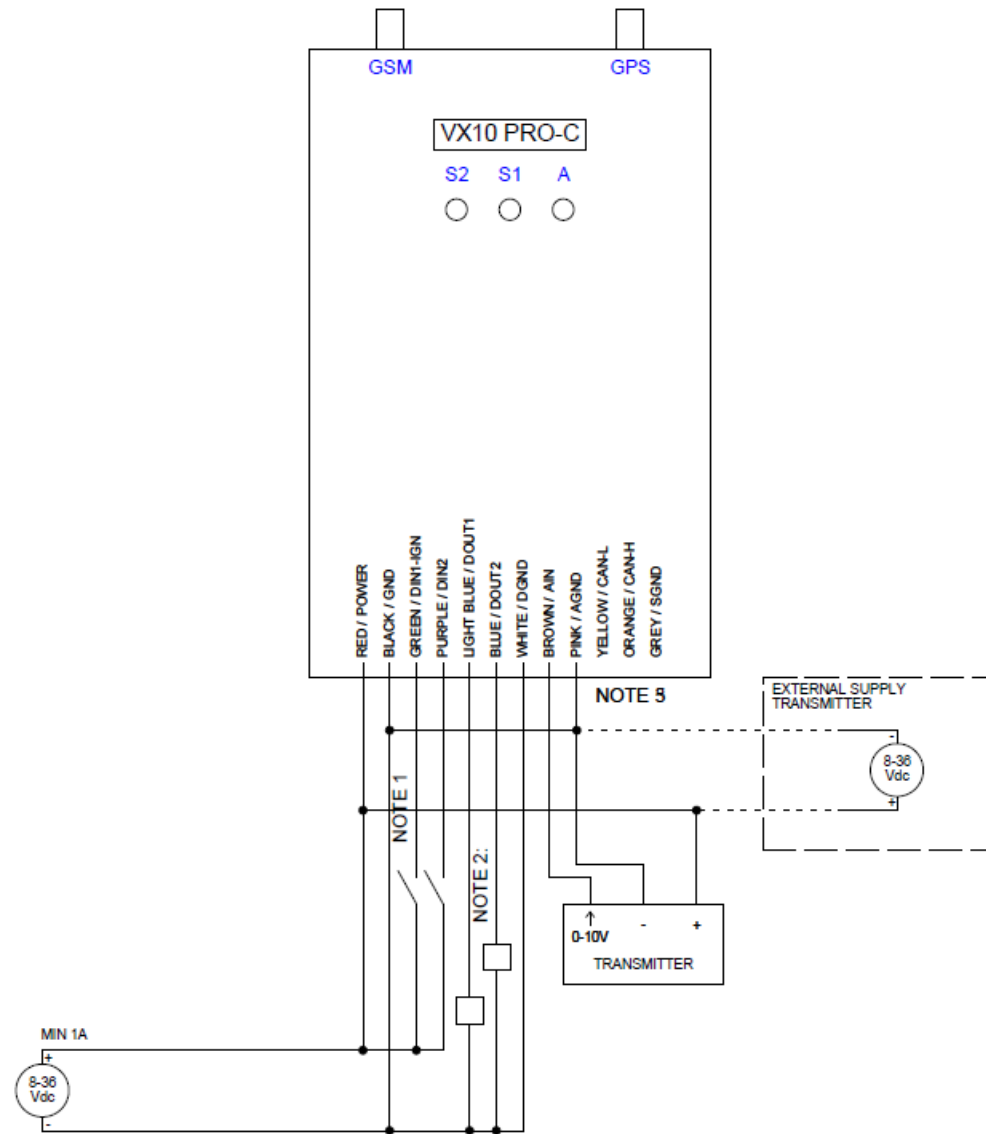 GSM
GPS
VX10 PRO-C
S2
S1
A
RED / POWER
BLACK / GND
GREEN / DIN1-IGN
PURPLE / DIN2
LIGHT BLUE / DOUT1
BLUE / DOUT2
WHITE / DGND
BROWN / AIN
PINK / AGND
YELLOW / CAN-L
ORANGE / CAN-H
GREY / SGND
NOTE
EXTERNAL SUPPLY
TRANSMITTER
-
8-36
Vdc
+
NOTE 1
NOTE 2:
↑
-
+
0-10V
TRANSMITTER
MIN 1A
+
8-36
Vdc
-